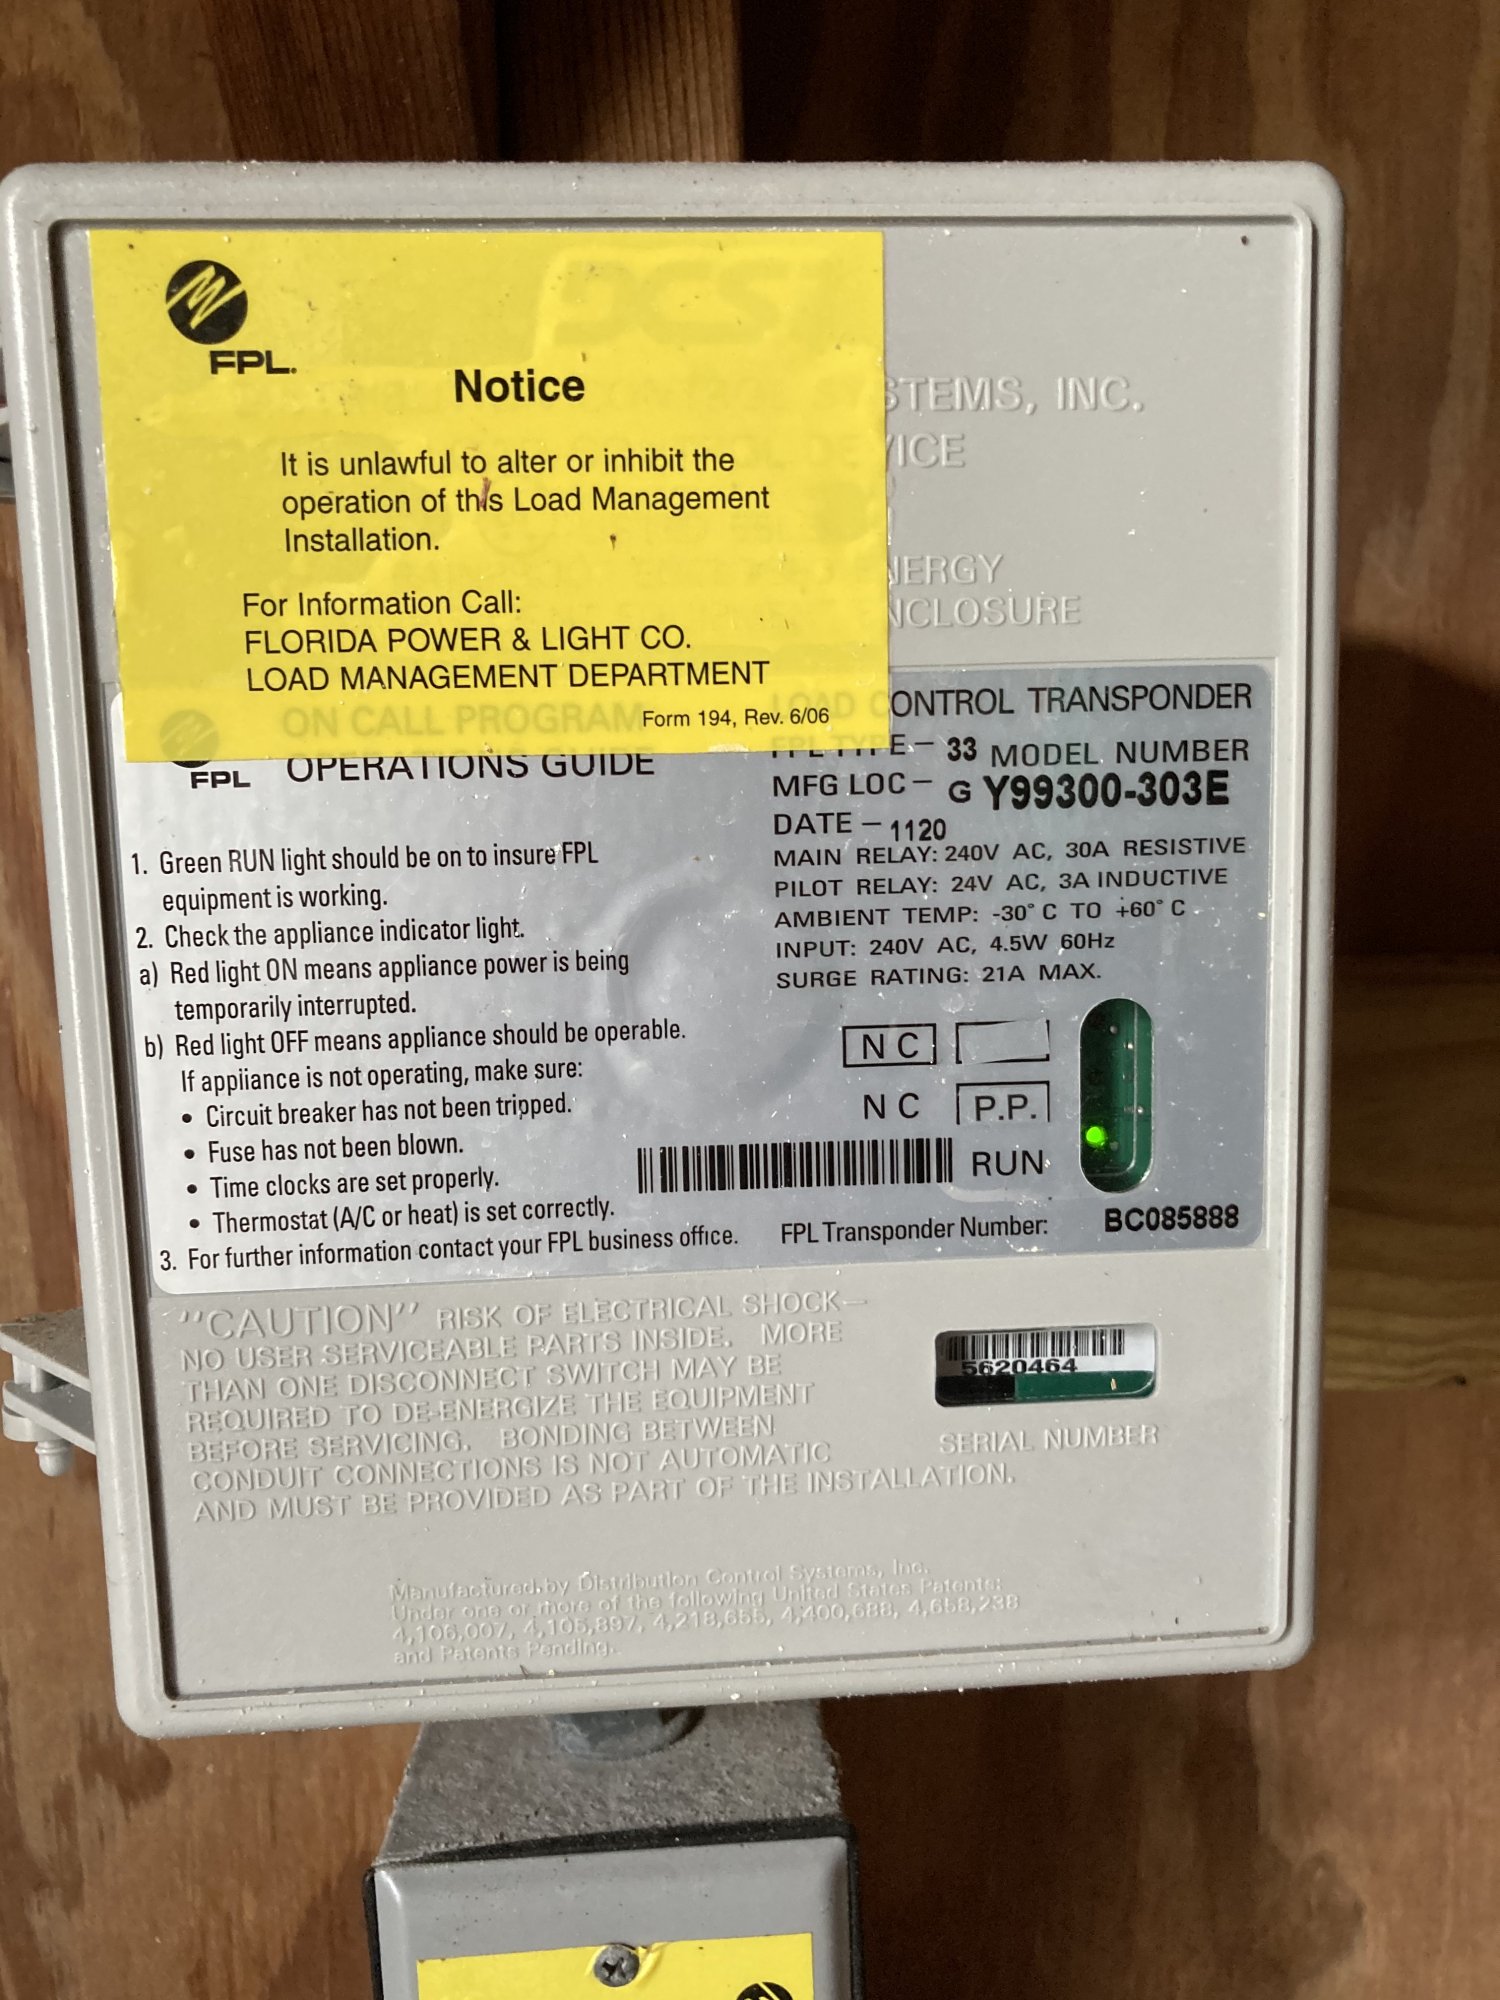 FPL.
Notice
It is unlawful to alter or inhibit the
operation of this Load Management
Installation.
For Information Call:
FLORIDA POWER & LIGHT CO.
LOAD MANAGEMENT DEPARTMENT
Form 194, Rev. 6/06
DCSI
STEMS, INC.
VICE
NERGY
NCLOSURE
ON CALL PROGRAM
OPERATIONS GUIDE
FPL
1. Green RUN light should be on to insure FPL
equipment is working.
2. Check the appliance indicator light.
a) Red light ON means appliance power is being
temporarily interrupted.
b) Red light OFF means appliance should be operable.
If appliance is not operating, make sure:
• Circuit breaker has not been tripped.
• Fuse has not been blown.
• Time clocks are set properly.
• Thermostat (A/C or heat) is set correctly.
3. For further information contact your FPL business office.
LOAD CONTROL TRANSPONDER
FPL TYPE – 33 MODEL NUMBER
MFG LOC – G Y99300-303E
DATE – 1120
MAIN RELAY: 240V AC, 30A RESISTIVE
PILOT RELAY: 24V AC, 3A INDUCTIVE
AMBIENT TEMP: -30° C TO +60° C
INPUT: 240V AC, 4.5W 60Hz
SURGE RATING: 21A MAX.
NC
NC P.P.
RUN
FPL Transponder Number: BC085888
"CAUTION" RISK OF ELECTRICAL SHOCK—
NO USER SERVICEABLE PARTS INSIDE. MORE
THAN ONE DISCONNECT SWITCH MAY BE
REQUIRED TO DE-ENERGIZE THE EQUIPMENT
BEFORE SERVICING. BONDING BETWEEN
CONDUIT CONNECTIONS IS NOT AUTOMATIC
AND MUST BE PROVIDED AS PART OF THE INSTALLATION.
5620464
SERIAL NUMBER
Manufactured by Distribution Control Systems, Inc.
Under one or more of the following United States Patents:
4,106,007, 4,105,897, 4,218,655, 4,400,688, 4,658,238
and Patents Pending.